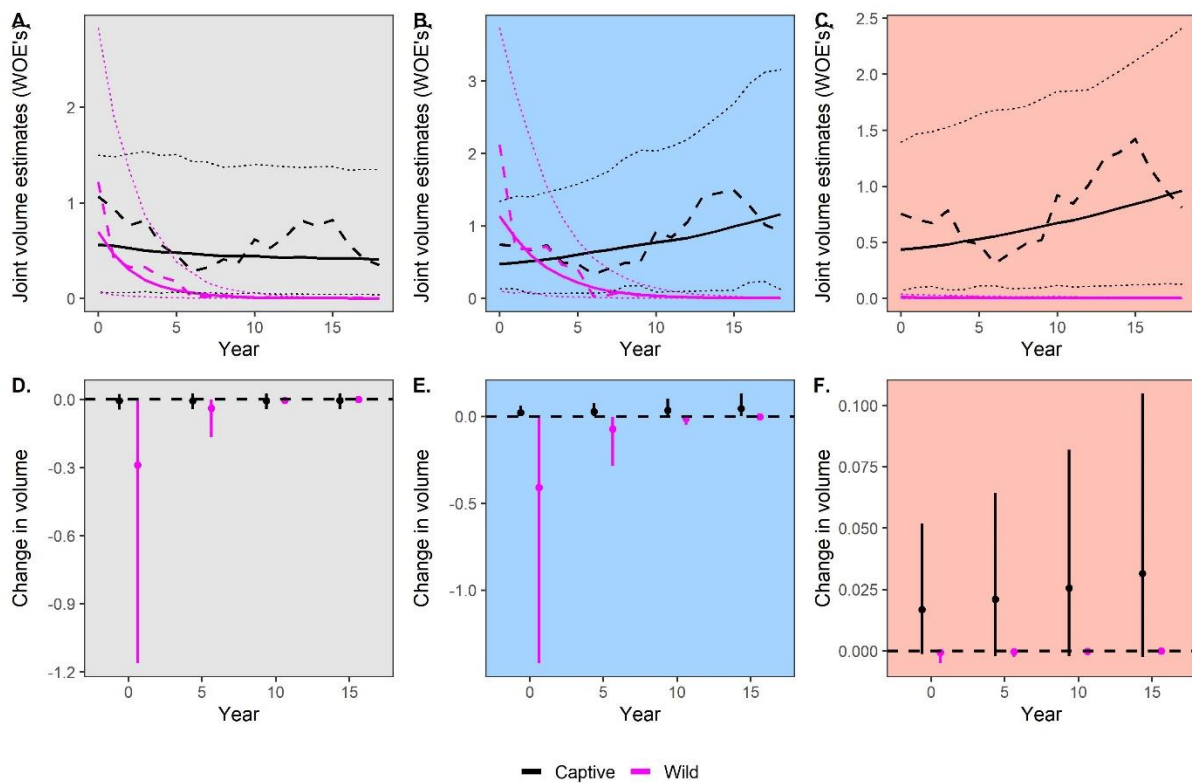 A.
B.
C.
Joint volume estimates (WOE's)
2
1
0
0 5 10 15
Year
Joint volume estimates (WOE's)
3
2
1
0
0 5 10 15
Year
Joint volume estimates (WOE's)
2.5
2.0
1.5
1.0
0.5
0.0
0 5 10 15
Year
D.
E.
F.
Change in volume
0.0
-0.3
-0.6
-0.9
-1.2
0 5 10 15
Year
Change in volume
0.0
-0.5
-1.0
0 5 10 15
Year
Change in volume
0.100
0.075
0.050
0.025
0.000
0 5 10 15
Year
Captive Wild